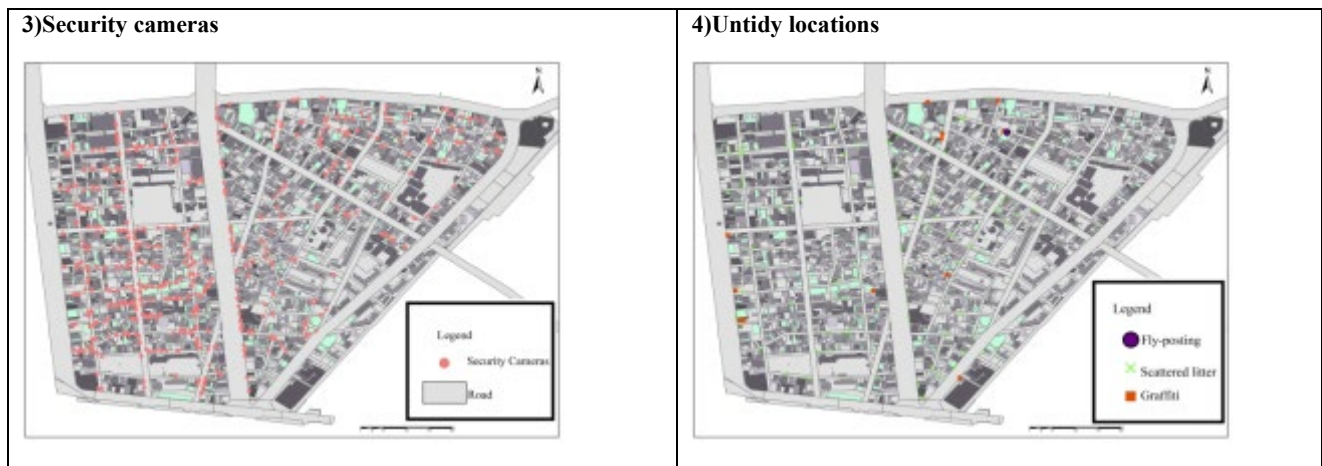 3)Security cameras
N
Legend
Security Cameras
Road
4)Untidy locations
N
Legend
Fly-posting
Scattered litter
Graffiti